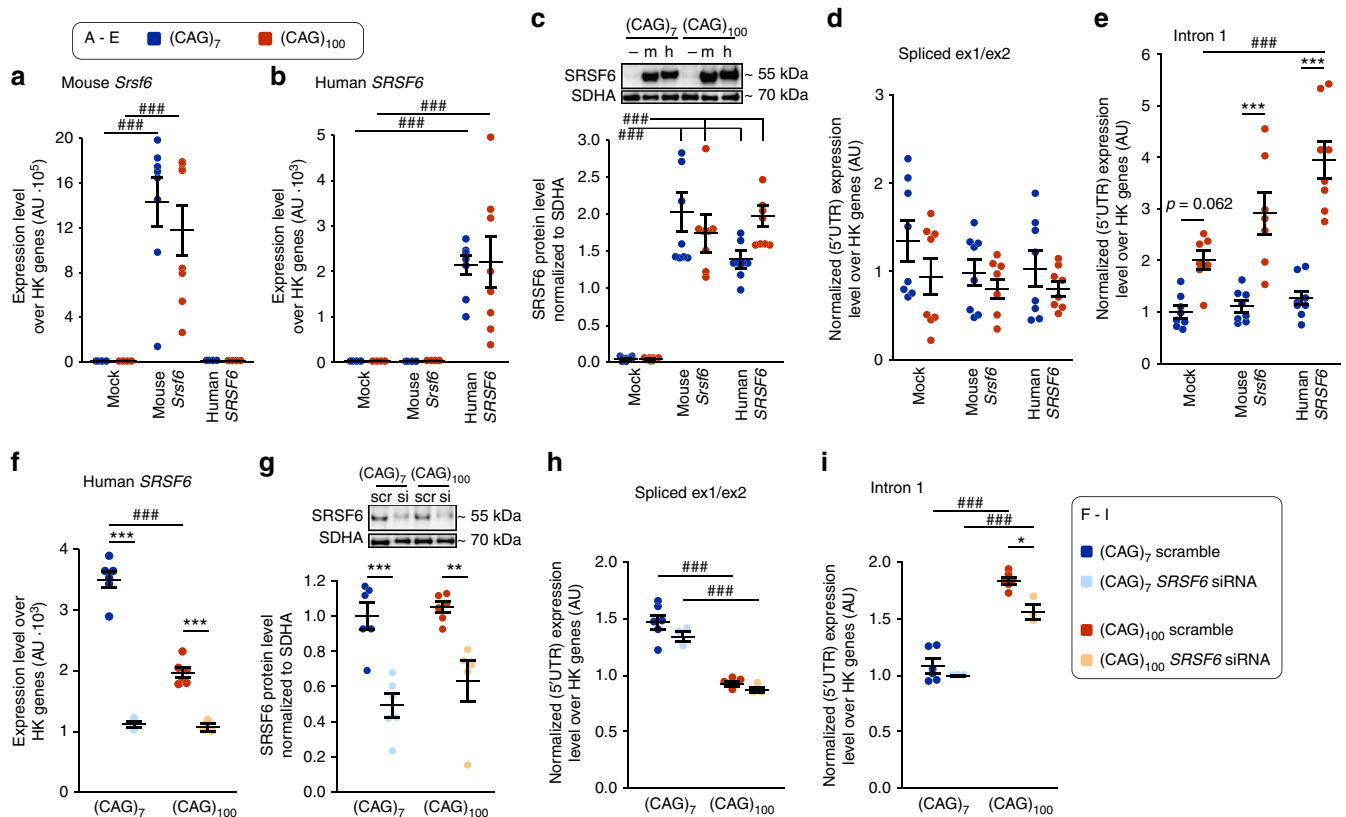 A - E (CAG)7 (CAG)100
a
Mouse Srsf6
###
###
Expression level
over HK genes (AU ·10⁵)
20
16
12
8
4
0
Mock
Mouse
Srsf6
Human
SRSF6
b
Human SRSF6
###
###
Expression level
over HK genes (AU ·10³)
5
4
3
2
1
0
Mock
Mouse
Srsf6
Human
SRSF6
c
(CAG)7 (CAG)100
– m h – m h
SRSF6 ~ 55 kDa
SDHA ~ 70 kDa
###
###
SRSF6 protein level
normalized to SDHA
3.0
2.5
2.0
1.5
1.0
0.5
0.0
Mock
Mouse
Srsf6
Human
SRSF6
d
Spliced ex1/ex2
Normalized (5′UTR) expression
level over HK genes (AU)
3
2
1
0
Mock
Mouse
Srsf6
Human
SRSF6
e
Intron 1
###
***
***
p = 0.062
Normalized (5′UTR) expression
level over HK genes (AU)
6
5
4
3
2
1
0
Mock
Mouse
Srsf6
Human
SRSF6
f
Human SRSF6
###
***
***
Expression level over
HK genes (AU ·10³)
4
3
2
1
0
(CAG)7 (CAG)100
g
(CAG)7 (CAG)100
scr si scr si
SRSF6 ~ 55 kDa
SDHA ~ 70 kDa
*** **
SRSF6 protein level
normalized to SDHA
1.2
1.0
0.8
0.6
0.4
0.2
0.0
(CAG)7 (CAG)100
h
Spliced ex1/ex2
###
###
Normalized (5′UTR) expression
level over HK genes (AU)
2.0
1.5
1.0
0.5
0.0
(CAG)7 (CAG)100
i
Intron 1
###
###
*
Normalized (5′UTR) expression
level over HK genes (AU)
2.0
1.5
1.0
0.5
0.0
(CAG)7 (CAG)100
F - I
(CAG)7 scramble
(CAG)7 SRSF6 siRNA
(CAG)100 scramble
(CAG)100 SRSF6 siRNA